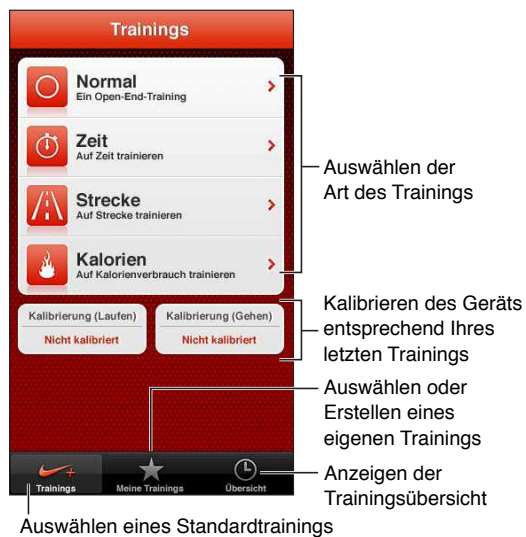 Trainings
Normal
Ein Open-End-Training
Zeit
Auf Zeit trainieren
Strecke
Auf Strecke trainieren
Kalorien
Auf Kalorienverbrauch trainieren
Auswählen der
Art des Trainings
Kalibrierung (Laufen)
Nicht kalibriert
Kalibrierung (Gehen)
Nicht kalibriert
Kalibrieren des Geräts
entsprechend Ihres
letzten Trainings
Auswählen oder
Erstellen eines
eigenen Trainings
Trainings
Meine Trainings
Übersicht
Anzeigen der
Trainingsübersicht
Auswählen eines Standardtrainings